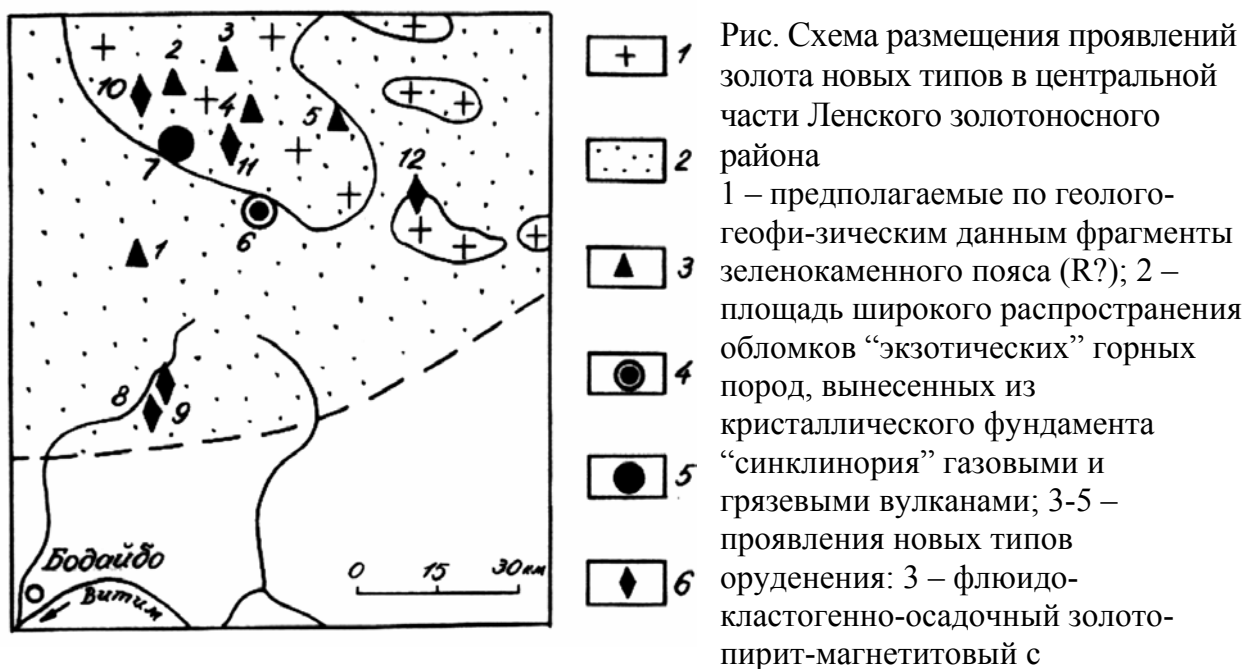 3
2
10
4
5
7
11
12
6
1
8
9
Бодайбо
Витим
0 15 30 км
1
2
3
4
5
6
Рис. Схема размещения проявлений
золота новых типов в центральной
части Ленского золотоносного
района
1 – предполагаемые по геолого-
геофи-зическим данным фрагменты
зеленокаменного пояса (R?); 2 –
площадь широкого распространения
обломков “экзотических” горных
пород, вынесенных из
кристаллического фундамента
“синклинория” газовыми и
грязевыми вулканами; 3-5 –
проявления новых типов
оруденения: 3 – флюидо-
кластогенно-осадочный золото-
пирит-магнетитовый с